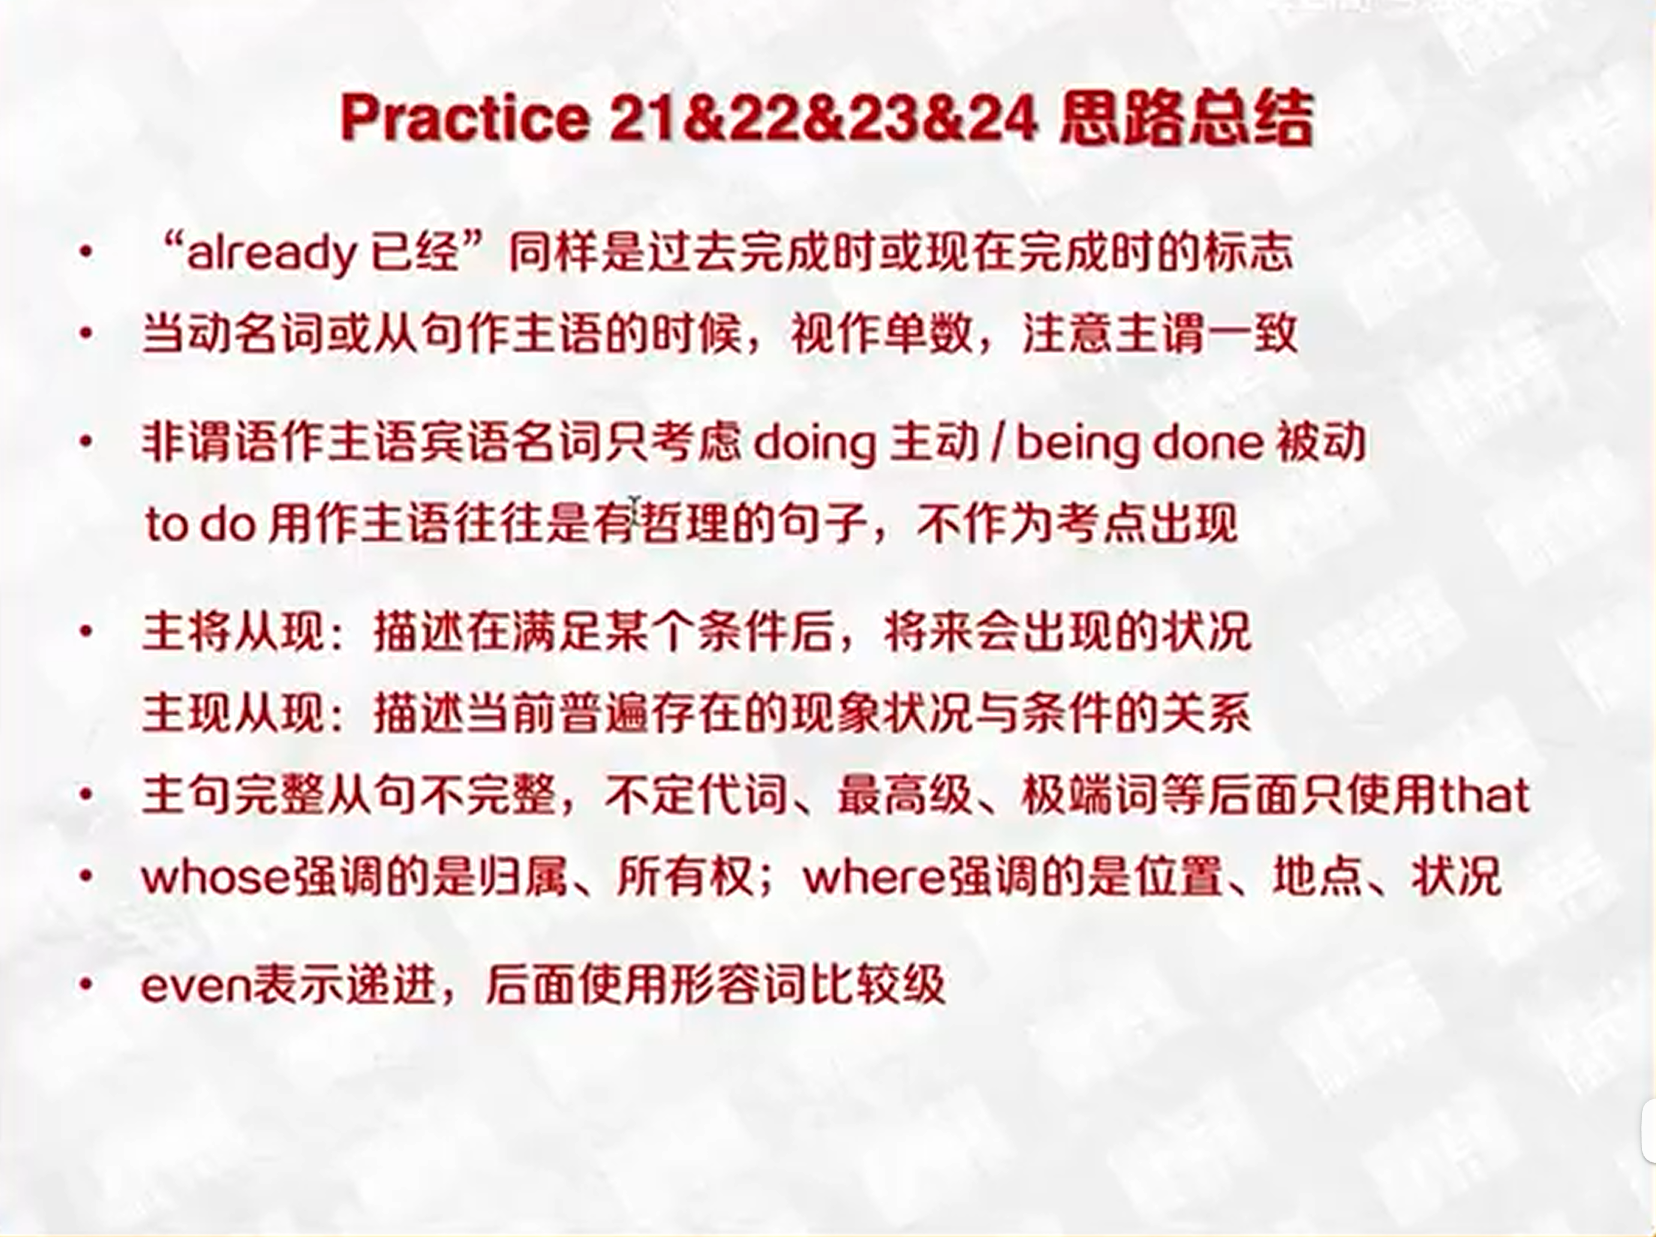 Practice 21&22&23&24 思路总结
• “already 已经”同样是过去完成时或现在完成时的标志
• 当动名词或从句作主语的时候，视作单数，注意主谓一致
• 非谓语作主语宾语名词只考虑 doing 主动 / being done 被动
to do 用作主语往往是有哲理的句子，不作为考点出现
• 主将从现：描述在满足某个条件后，将来会出现的状况
主现从现：描述当前普遍存在的现象状况与条件的关系
• 主句完整从句不完整，不定代词、最高级、极端词等后面只使用that
• whose强调的是归属、所有权；where强调的是位置、地点、状况
• even表示递进，后面使用形容词比较级